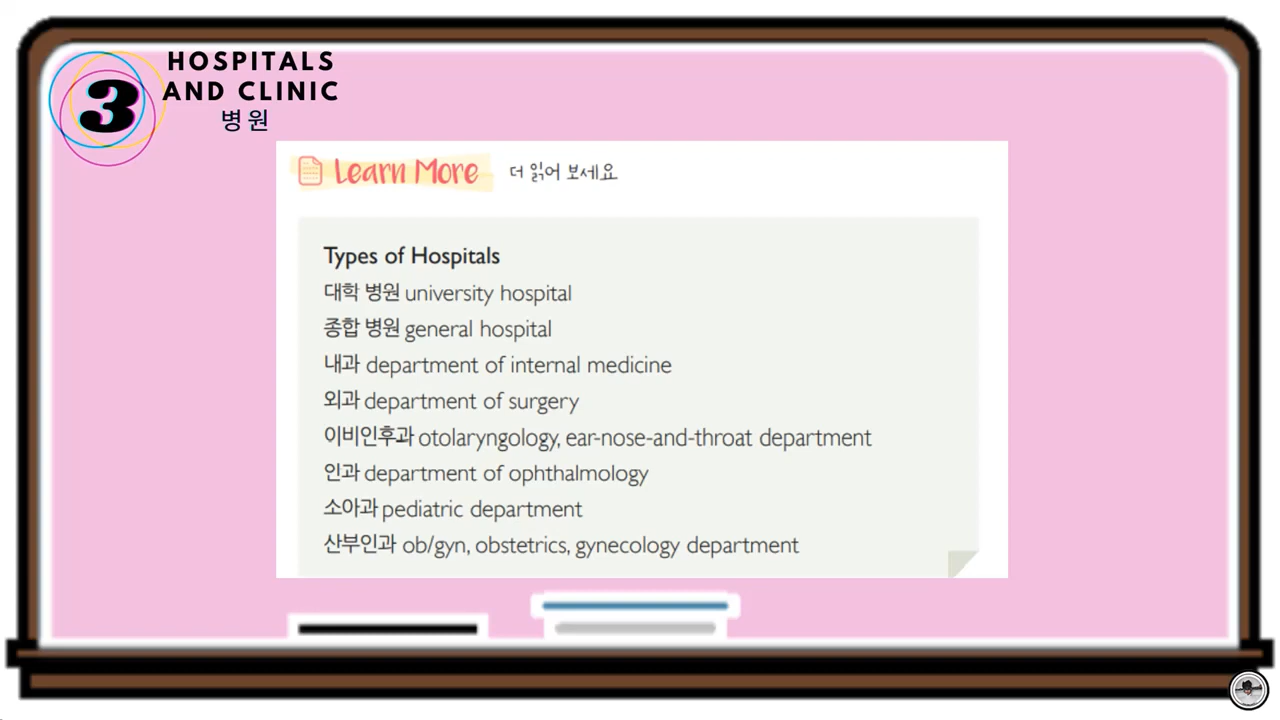 3
HOSPITALS
AND CLINIC
병원
Learn More 더 읽어 보세요
Types of Hospitals
대학 병원 university hospital
종합 병원 general hospital
내과 department of internal medicine
외과 department of surgery
이비인후과 otolaryngology, ear-nose-and-throat department
인과 department of ophthalmology
소아과 pediatric department
산부인과 ob/gyn, obstetrics, gynecology department